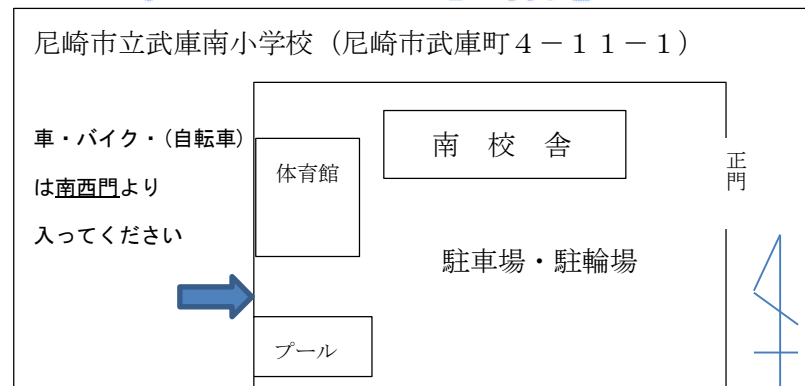 尼崎市立武庫南小学校（尼崎市武庫町４－１１－１）
車・バイク・（自転車）
は南西門より
入ってください
体育館
南　校　舎
正門
駐車場・駐輪場
プール